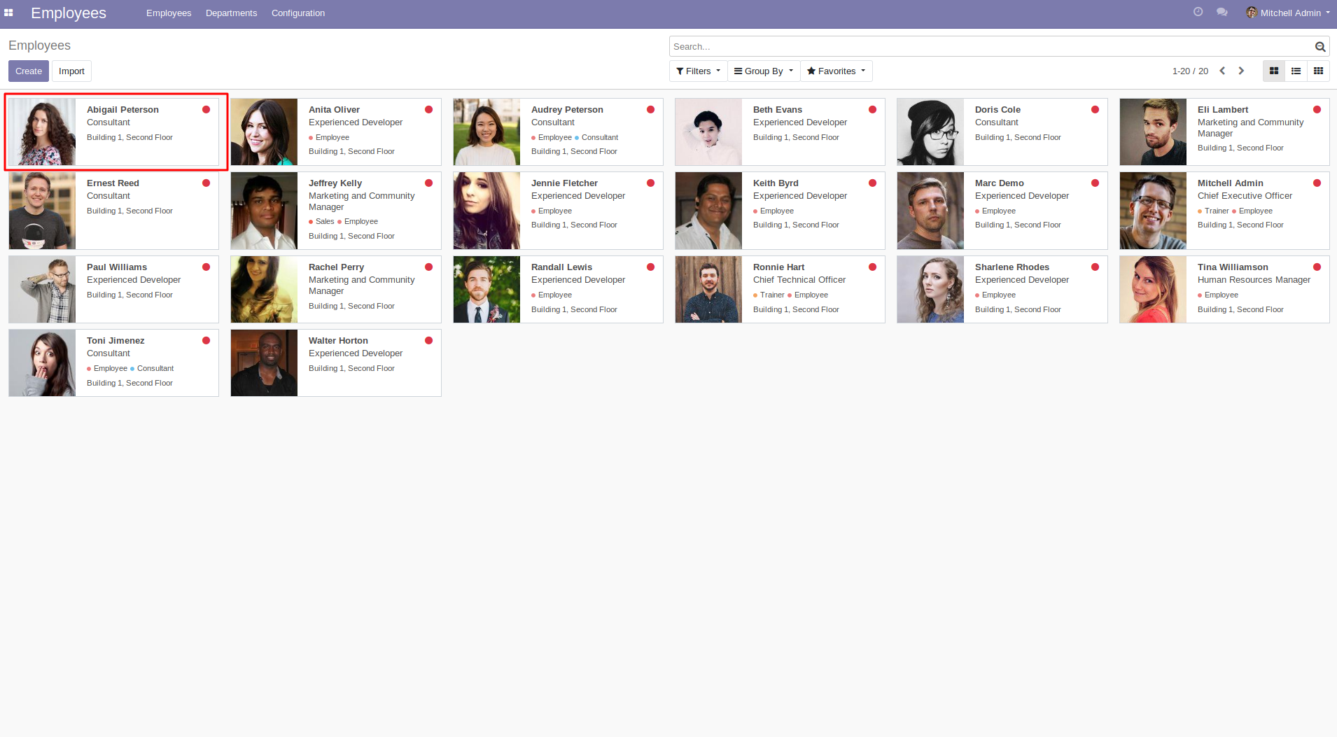 Employees Employees Departments Configuration Mitchell Admin
Employees
Search...
Create Import
Filters Group By Favorites 1-20 / 20
Abigail Peterson
Consultant
Building 1, Second Floor
Anita Oliver
Experienced Developer
Employee
Building 1, Second Floor
Audrey Peterson
Consultant
Employee Consultant
Building 1, Second Floor
Beth Evans
Experienced Developer
Building 1, Second Floor
Doris Cole
Consultant
Building 1, Second Floor
Eli Lambert
Marketing and Community
Manager
Building 1, Second Floor
Ernest Reed
Consultant
Building 1, Second Floor
Jeffrey Kelly
Marketing and Community
Manager
Sales Employee
Building 1, Second Floor
Jennie Fletcher
Experienced Developer
Employee
Building 1, Second Floor
Keith Byrd
Experienced Developer
Employee
Building 1, Second Floor
Marc Demo
Experienced Developer
Employee
Building 1, Second Floor
Mitchell Admin
Chief Executive Officer
Trainer Employee
Building 1, Second Floor
Paul Williams
Experienced Developer
Building 1, Second Floor
Rachel Perry
Marketing and Community
Manager
Building 1, Second Floor
Randall Lewis
Experienced Developer
Employee
Building 1, Second Floor
Ronnie Hart
Chief Technical Officer
Trainer Employee
Building 1, Second Floor
Sharlene Rhodes
Experienced Developer
Employee
Building 1, Second Floor
Tina Williamson
Human Resources Manager
Employee
Building 1, Second Floor
Toni Jimenez
Consultant
Employee Consultant
Building 1, Second Floor
Walter Horton
Experienced Developer
Building 1, Second Floor